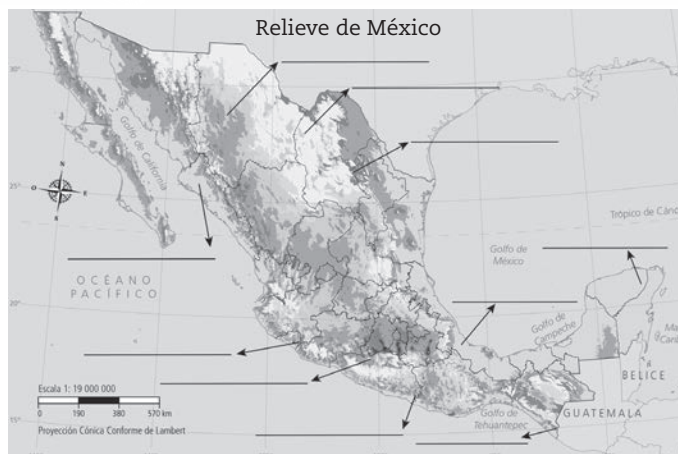 Relieve de México
30°
25°
20°
15°
Golfo de California
N
O
E
S
Trópico de Cánc
Golfo de
México
OCÉANO
PACÍFICO
Golfo de
Campeche
Ma
Cari
BELICE
GUATEMALA
Golfo de
Tehuantepec
Escala 1: 19 000 000
0 190 380 570 km
Proyección Cónica Conforme de Lambert